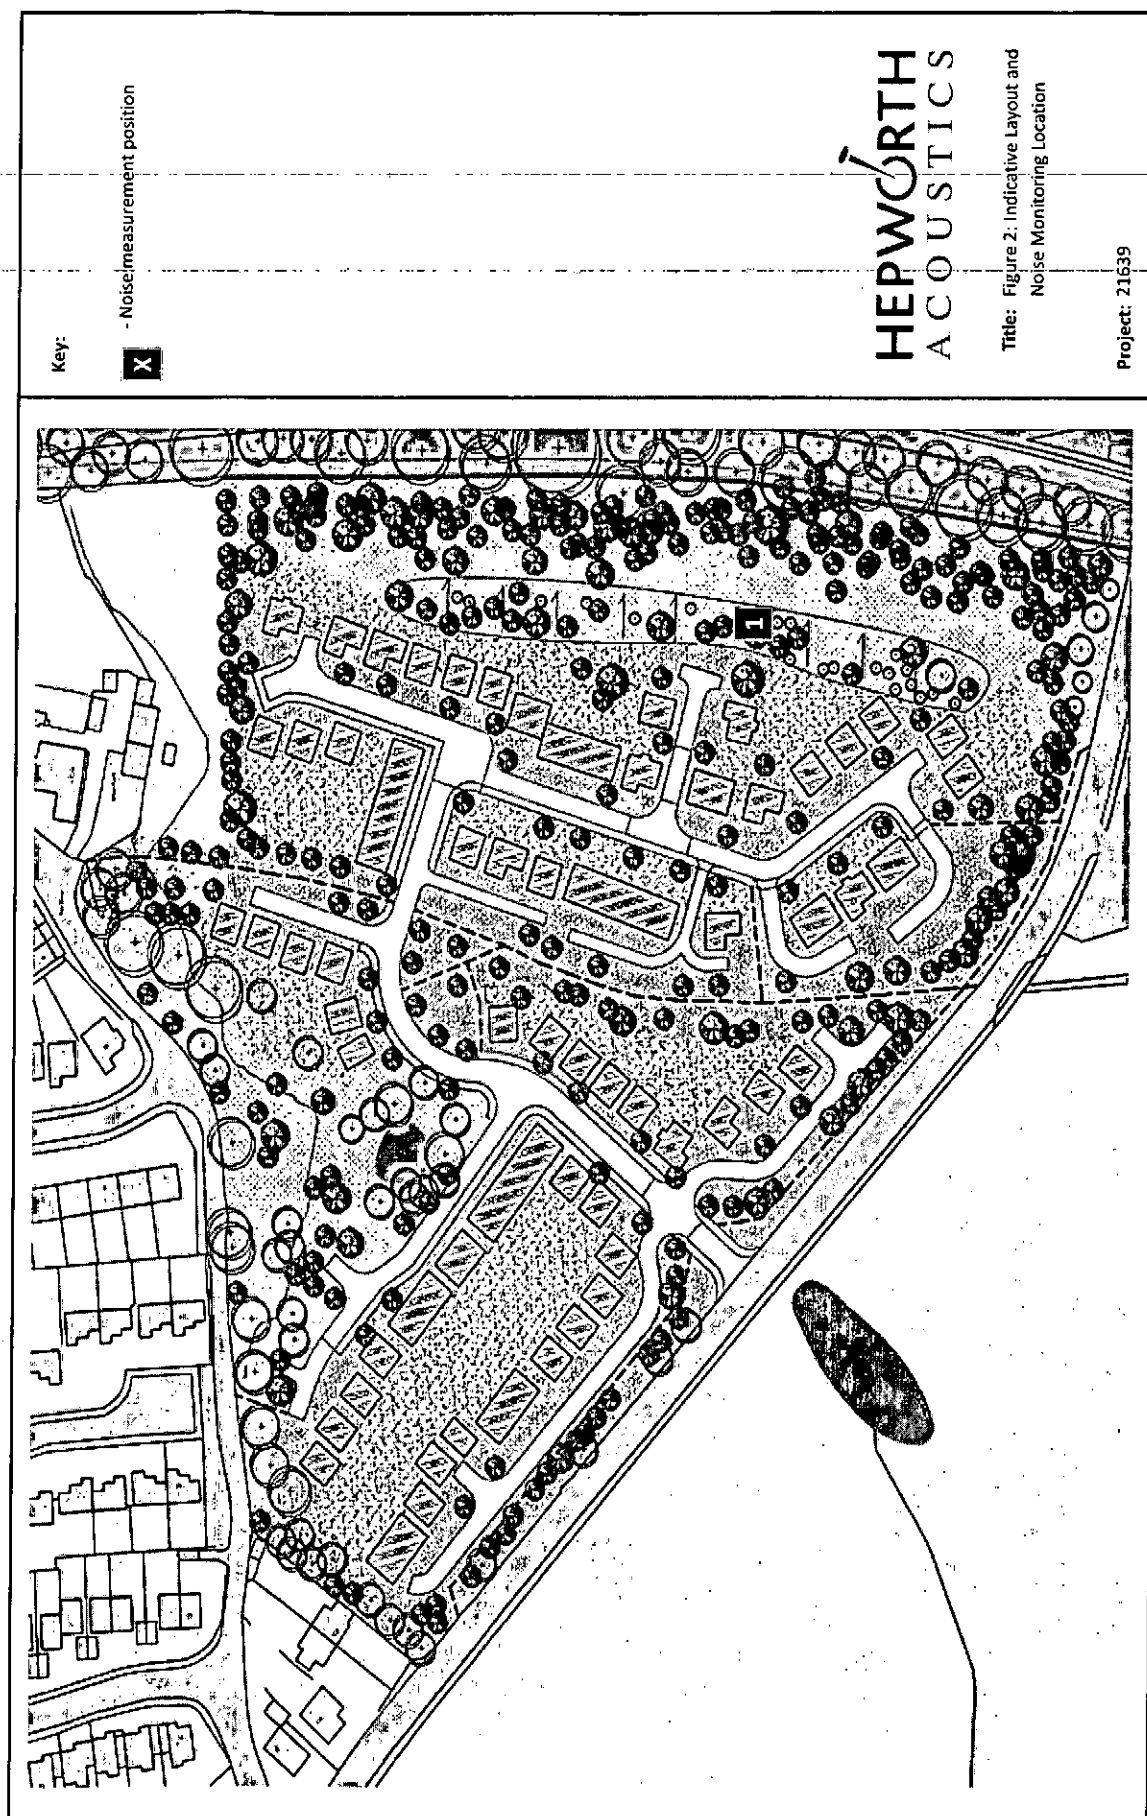 Key:
X - Noise measurement position
1
HEPWORTH
ACOUSTICS
Title: Figure 2: Indicative Layout and
Noise Monitoring Location
Project: 21639